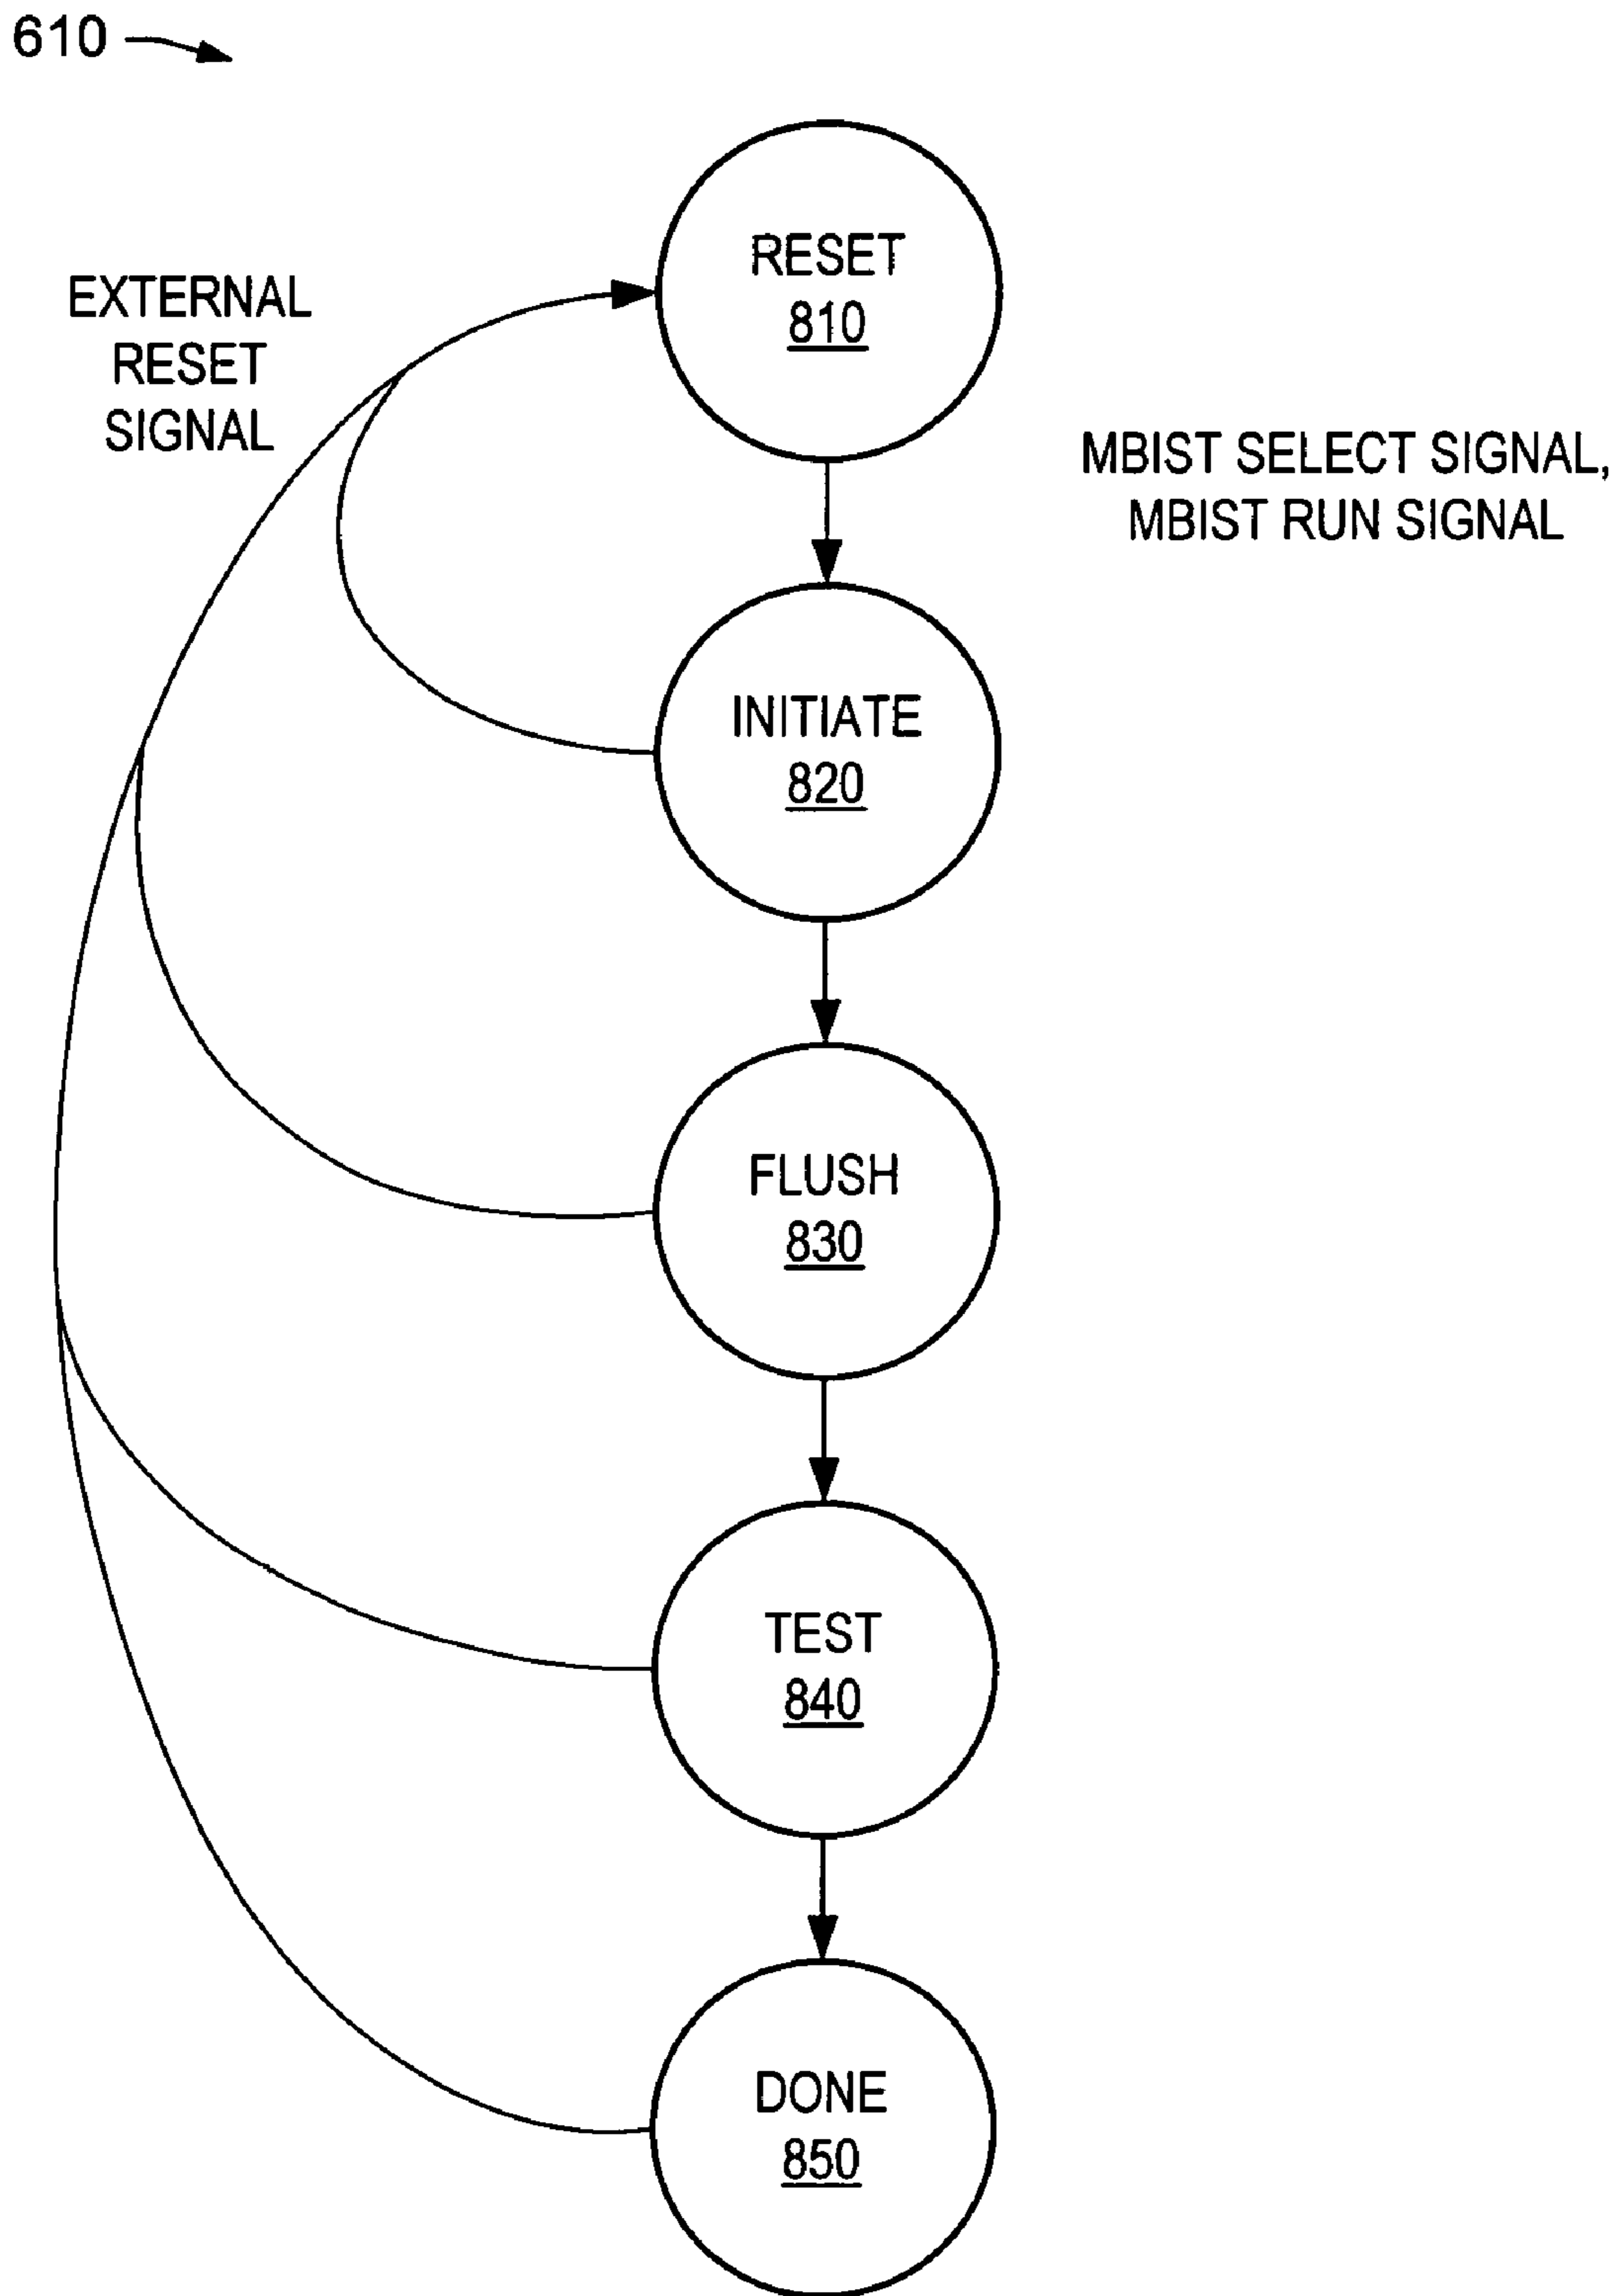 610
RESET
810
EXTERNAL
RESET
SIGNAL
MBIST SELECT SIGNAL,
MBIST RUN SIGNAL
INITIATE
820
FLUSH
830
TEST
840
DONE
850